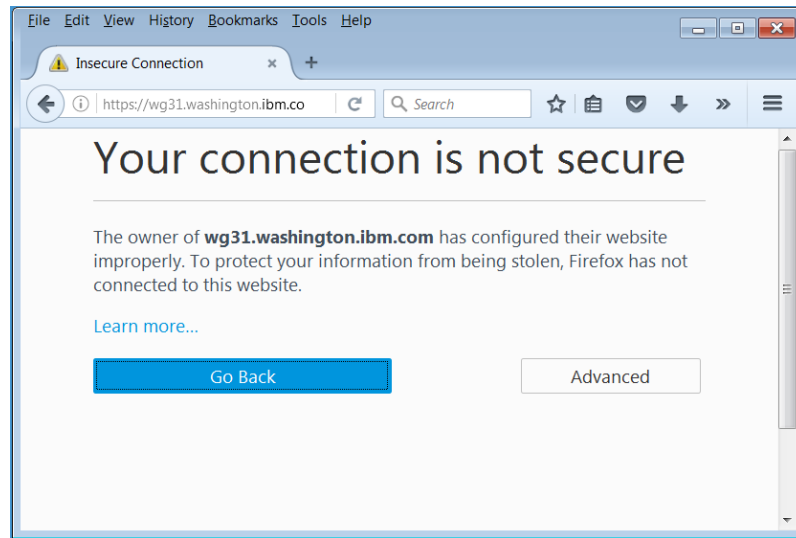 File Edit View History Bookmarks Tools Help
Insecure Connection
https://wg31.washington.ibm.co Search
Your connection is not secure
The owner of wg31.washington.ibm.com has configured their website
improperly. To protect your information from being stolen, Firefox has not
connected to this website.
Learn more...
Go Back Advanced